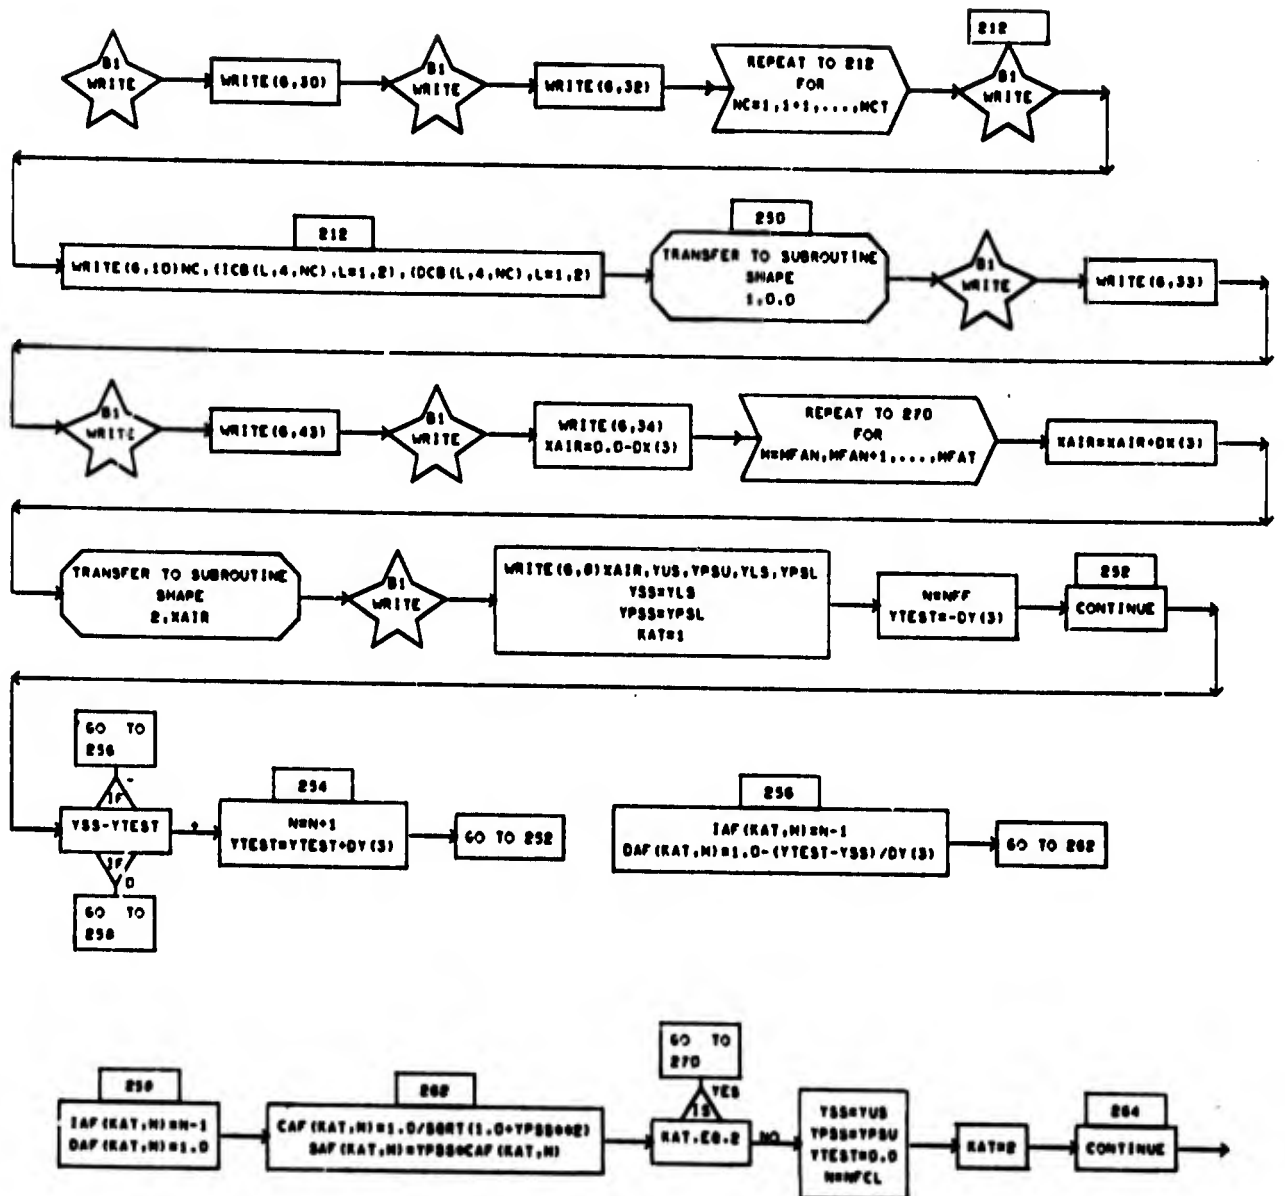 B1
WRITE
WRITE(6,30)
B1
WRITE
WRITE(6,32)
REPEAT TO 212
FOR
NC=1,1+1,...,NCT
212
B1
WRITE
212
WRITE(6,10)NC,(ICB(L,4,NC),L=1,2),(DCB(L,4,NC),L=1,2)
250
TRANSFER TO SUBROUTINE
SHAPE
1,0.0
B1
WRITE
WRITE(6,33)
B1
WRITE
WRITE(6,43)
B1
WRITE
WRITE(6,34)
XAIR=0.0-DX(3)
REPEAT TO 270
FOR
M=MFAN,MFAN+1,...,MFAT
XAIR=XAIR+DX(3)
TRANSFER TO SUBROUTINE
SHAPE
2,XAIR
B1
WRITE
WRITE(6,6)XAIR,YUS,YPSU,YLS,YPSL
YSS=YLS
YPSS=YPSL
KAT=1
N=NFF
YTEST=-DY(3)
252
CONTINUE
GO TO
256
-
IF
YSS-YTEST
+
IF
0
GO TO
258
254
N=N+1
YTEST=YTEST+DY(3)
GO TO 252
256
IAF(KAT,M)=N-1
DAF(KAT,M)=1.0-(YTEST-YSS)/DY(3)
GO TO 262
258
IAF(KAT,M)=N-1
DAF(KAT,M)=1.0
262
CAF(KAT,M)=1.0/SQRT(1.0+YPSS**2)
SAF(KAT,M)=YPSS*CAF(KAT,M)
GO TO
270
YES
IS
KAT.EQ.2
NO
YSS=YUS
YPSS=YPSU
YTEST=0.0
N=NFCL
KAT=2
264
CONTINUE